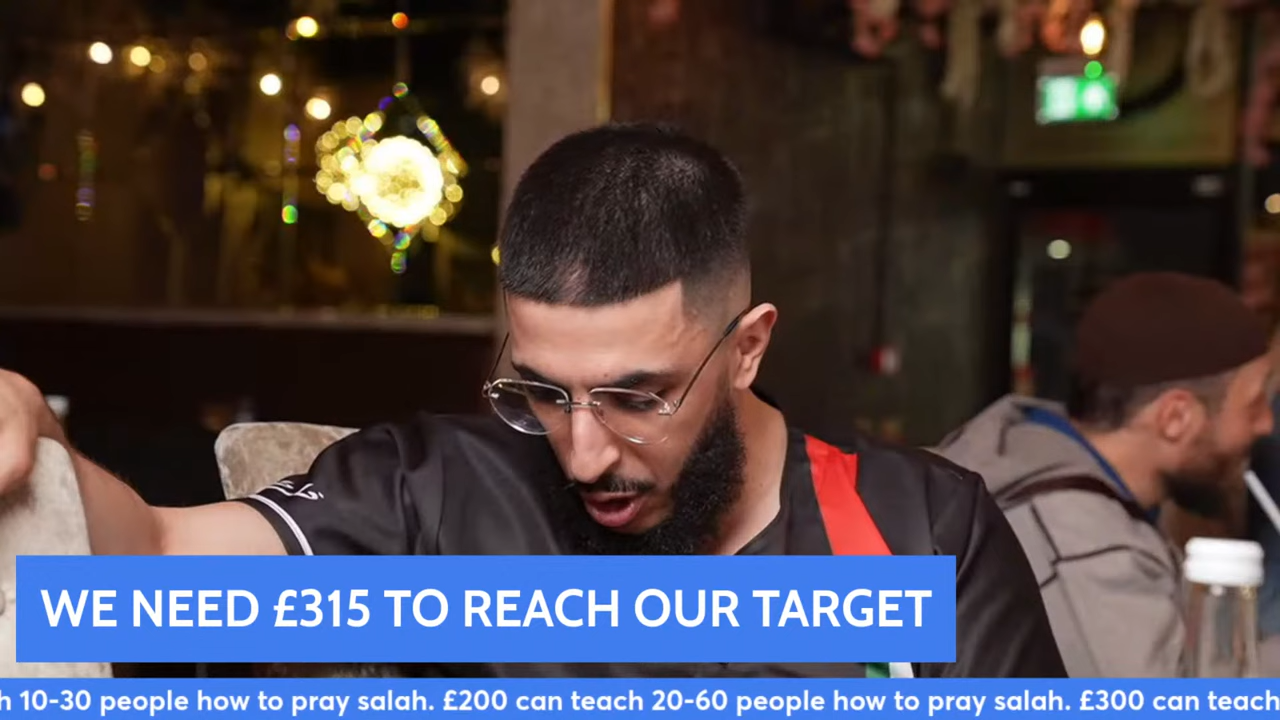 WE NEED £315 TO REACH OUR TARGET
h 10-30 people how to pray salah. £200 can teach 20-60 people how to pray salah. £300 can teach